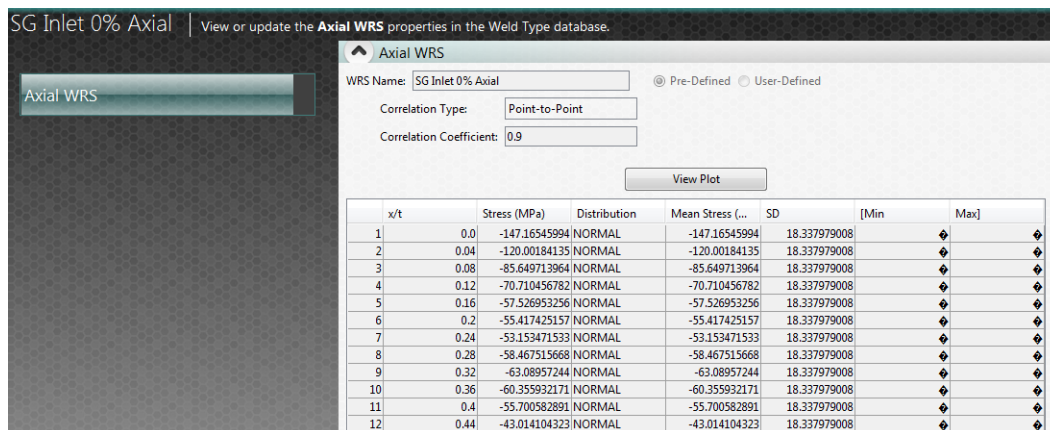 SG Inlet 0% Axial | View or update the Axial WRS properties in the Weld Type database.
Axial WRS
Axial WRS
WRS Name: SG Inlet 0% Axial Pre-Defined User-Defined
Correlation Type: Point-to-Point
Correlation Coefficient: 0.9
View Plot
x/t Stress (MPa) Distribution Mean Stress (... SD [Min Max]
1 0.0 -147.16545994 NORMAL -147.16545994 18.337979008 � �
2 0.04 -120.00184135 NORMAL -120.00184135 18.337979008 � �
3 0.08 -85.649713964 NORMAL -85.649713964 18.337979008 � �
4 0.12 -70.710456782 NORMAL -70.710456782 18.337979008 � �
5 0.16 -57.526953256 NORMAL -57.526953256 18.337979008 � �
6 0.2 -55.417425157 NORMAL -55.417425157 18.337979008 � �
7 0.24 -53.153471533 NORMAL -53.153471533 18.337979008 � �
8 0.28 -58.467515668 NORMAL -58.467515668 18.337979008 � �
9 0.32 -63.08957244 NORMAL -63.08957244 18.337979008 � �
10 0.36 -60.355932171 NORMAL -60.355932171 18.337979008 � �
11 0.4 -55.700582891 NORMAL -55.700582891 18.337979008 � �
12 0.44 -43.014104323 NORMAL -43.014104323 18.337979008 � �